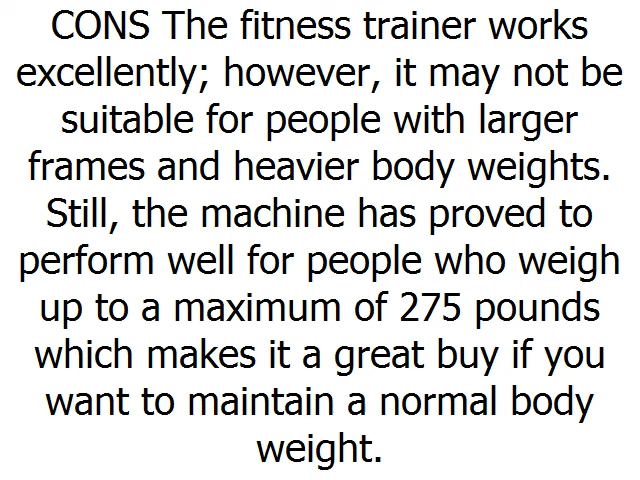 CONS The fitness trainer works
excellently; however, it may not be
suitable for people with larger
frames and heavier body weights.
Still, the machine has proved to
perform well for people who weigh
up to a maximum of 275 pounds
which makes it a great buy if you
want to maintain a normal body
weight.